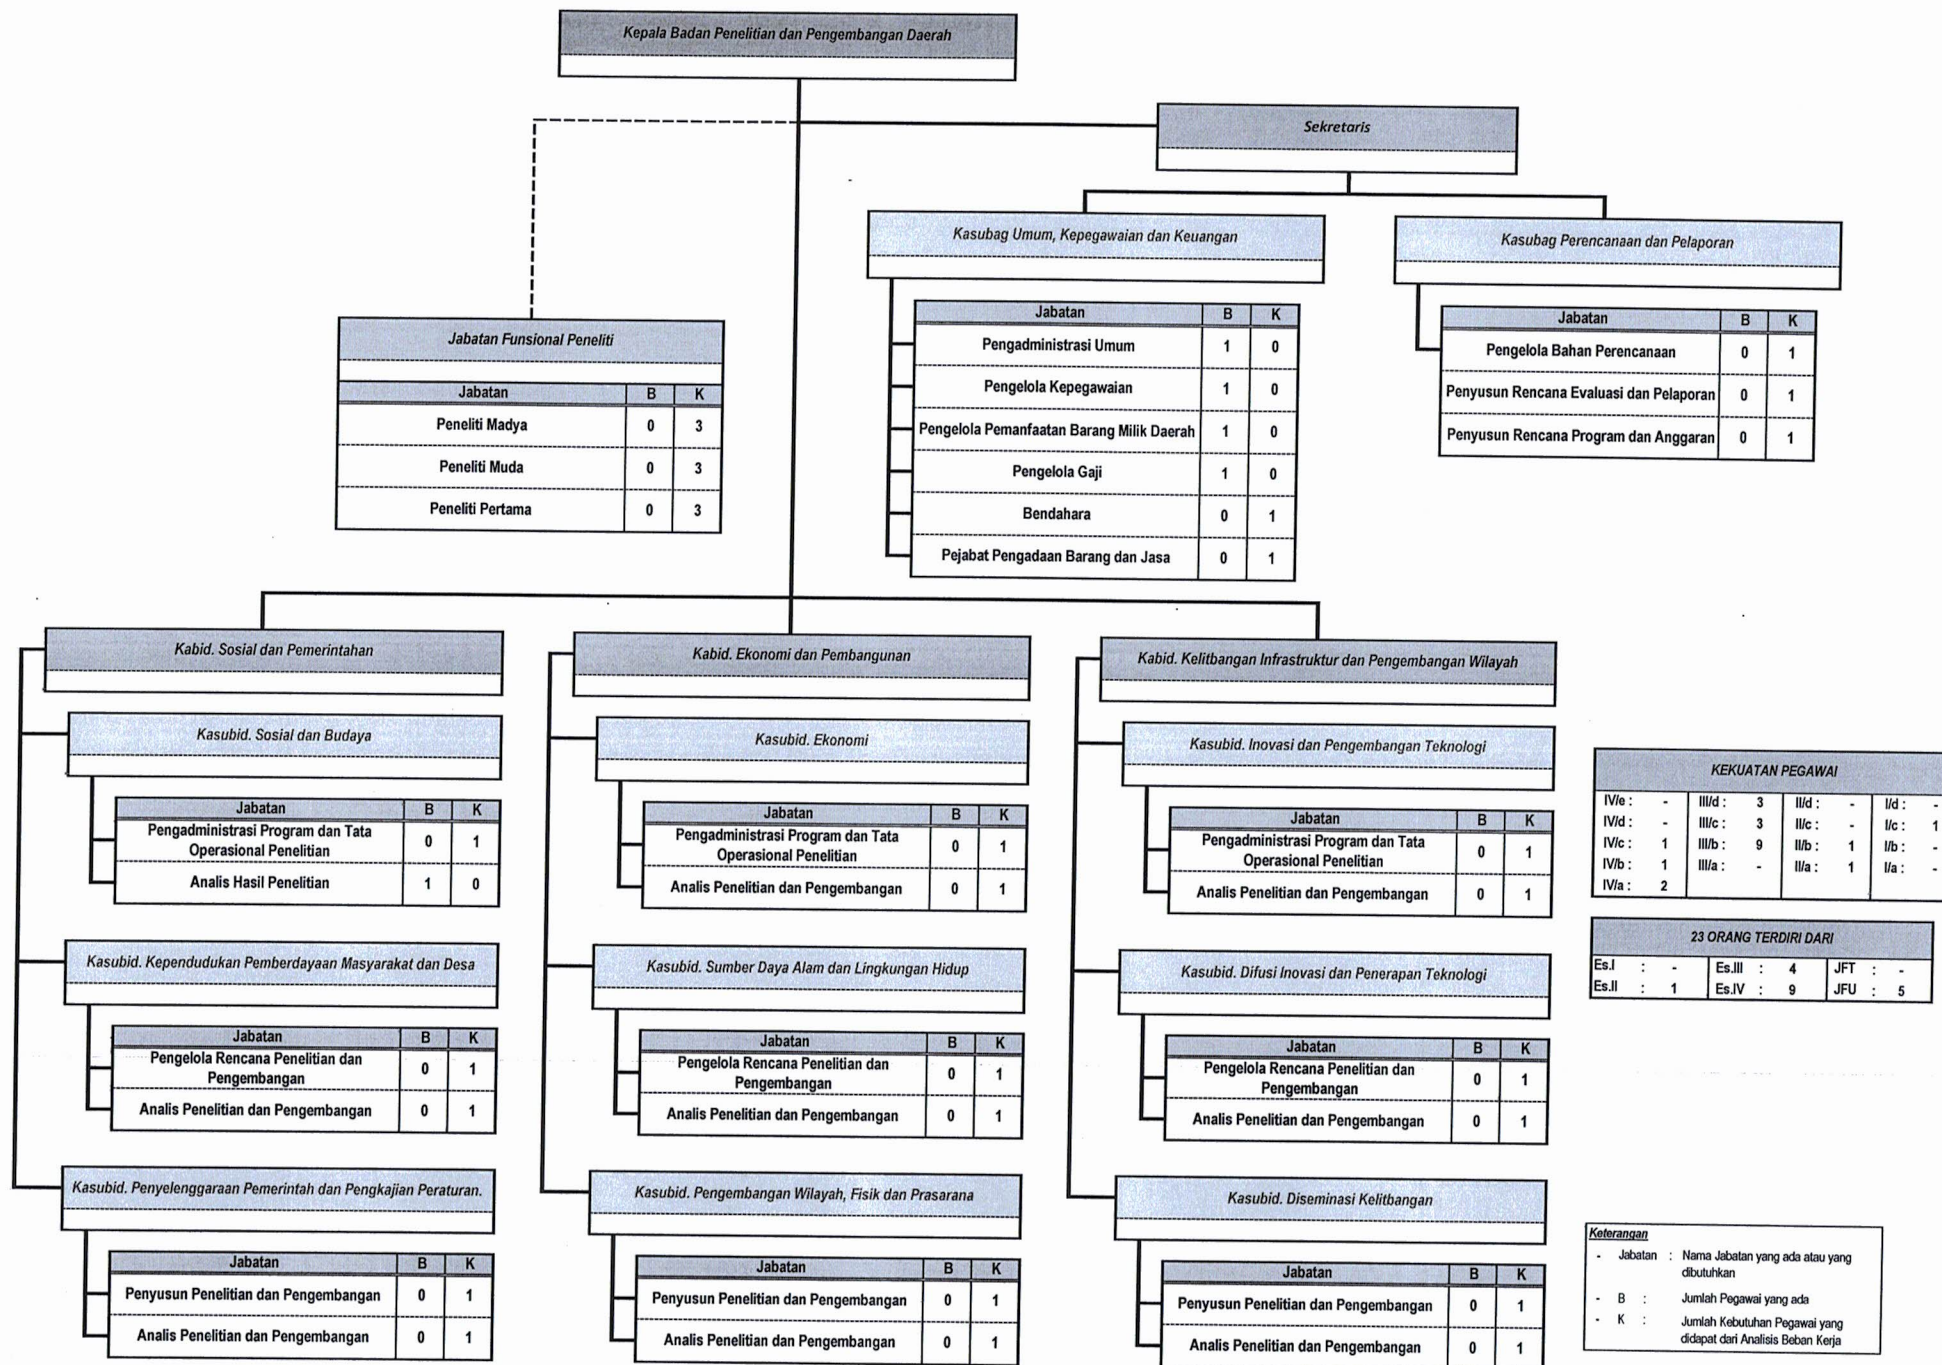 Kepala Badan Penelitian dan Pengembangan Daerah
Sekretaris
Kasubag Umum, Kepegawaian dan Keuangan
Jabatan B K
Pengadministrasi Umum 1 0
Pengelola Kepegawaian 1 0
Pengelola Pemanfaatan Barang Milik Daerah 1 0
Pengelola Gaji 1 0
Bendahara 0 1
Pejabat Pengadaan Barang dan Jasa 0 1
Kasubag Perencanaan dan Pelaporan
Jabatan B K
Pengelola Bahan Perencanaan 0 1
Penyusun Rencana Evaluasi dan Pelaporan 0 1
Penyusun Rencana Program dan Anggaran 0 1
Jabatan Funsional Peneliti
Jabatan B K
Peneliti Madya 0 3
Peneliti Muda 0 3
Peneliti Pertama 0 3
Kabid. Sosial dan Pemerintahan
Kasubid. Sosial dan Budaya
Jabatan B K
Pengadministrasi Program dan Tata
Operasional Penelitian 0 1
Analis Hasil Penelitian 1 0
Kasubid. Kependudukan Pemberdayaan Masyarakat dan Desa
Jabatan B K
Pengelola Rencana Penelitian dan
Pengembangan 0 1
Analis Penelitian dan Pengembangan 0 1
Kasubid. Penyelenggaraan Pemerintah dan Pengkajian Peraturan.
Jabatan B K
Penyusun Penelitian dan Pengembangan 0 1
Analis Penelitian dan Pengembangan 0 1
Kabid. Ekonomi dan Pembangunan
Kasubid. Ekonomi
Jabatan B K
Pengadministrasi Program dan Tata
Operasional Penelitian 0 1
Analis Penelitian dan Pengembangan 0 1
Kasubid. Sumber Daya Alam dan Lingkungan Hidup
Jabatan B K
Pengelola Rencana Penelitian dan
Pengembangan 0 1
Analis Penelitian dan Pengembangan 0 1
Kasubid. Pengembangan Wilayah, Fisik dan Prasarana
Jabatan B K
Penyusun Penelitian dan Pengembangan 0 1
Analis Penelitian dan Pengembangan 0 1
Kabid. Kelitbangan Infrastruktur dan Pengembangan Wilayah
Kasubid. Inovasi dan Pengembangan Teknologi
Jabatan B K
Pengadministrasi Program dan Tata
Operasional Penelitian 0 1
Analis Penelitian dan Pengembangan 0 1
Kasubid. Difusi Inovasi dan Penerapan Teknologi
Jabatan B K
Pengelola Rencana Penelitian dan
Pengembangan 0 1
Analis Penelitian dan Pengembangan 0 1
Kasubid. Diseminasi Kelitbangan
Jabatan B K
Penyusun Penelitian dan Pengembangan 0 1
Analis Penelitian dan Pengembangan 0 1
KEKUATAN PEGAWAI
IV/e : - III/d : 3 II/d : - I/d : -
IV/d : - III/c : 3 II/c : - I/c : 1
IV/c : 1 III/b : 9 II/b : 1 I/b : -
IV/b : 1 III/a : - II/a : 1 I/a : -
IV/a : 2
23 ORANG TERDIRI DARI
Es.I : - Es.III : 4 JFT : -
Es.II : 1 Es.IV : 9 JFU : 5
Keterangan
- Jabatan : Nama Jabatan yang ada atau yang
dibutuhkan
- B : Jumlah Pegawai yang ada
- K : Jumlah Kebutuhan Pegawai yang
didapat dari Analisis Beban Kerja